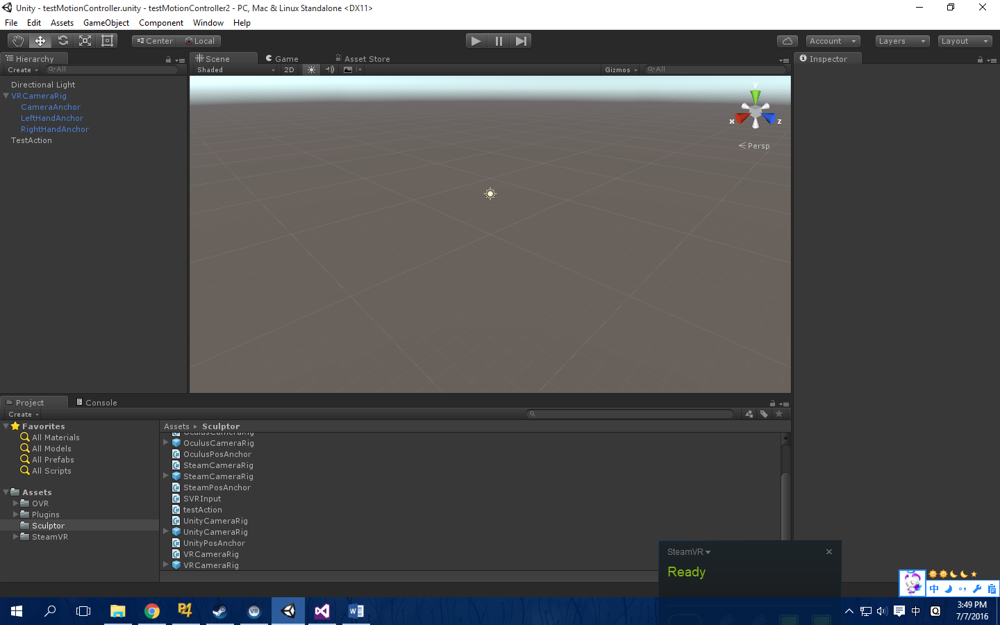 Unity - testMotionController.unity - testMotionController2 - PC, Mac & Linux Standalone <DX11>
File Edit Assets GameObject Component Window Help
Center Local Account Layers Layout
Hierarchy
Create All
Directional Light
VRCameraRig
CameraAnchor
LeftHandAnchor
RightHandAnchor
TestAction
Scene Game Asset Store
Shaded 2D Gizmos All
y
x z
Persp
Inspector
Project Console
Create
Favorites
All Materials
All Models
All Prefabs
All Scripts
Assets
OVR
Plugins
Sculptor
SteamVR
Assets ▸ Sculptor
OculusCameraRig
OculusCameraRig
OculusPosAnchor
SteamCameraRig
SteamCameraRig
SteamPosAnchor
SVRInput
testAction
UnityCameraRig
UnityCameraRig
UnityPosAnchor
VRCameraRig
VRCameraRig
SteamVR
Ready
中
P4 VR W 中 Q
3:49 PM
7/7/2016